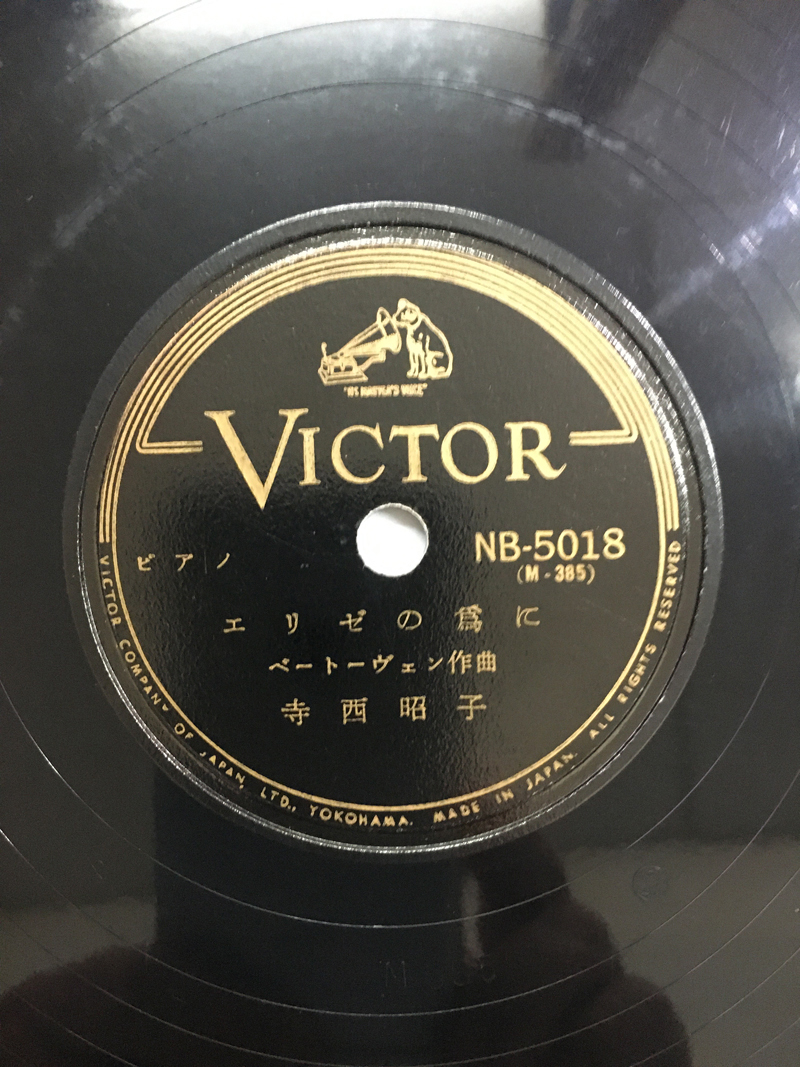 "HIS MASTER'S VOICE"
VICTOR
ピアノ
NB-5018
(M-385)
エリゼの爲に
ベートーヴェン作曲
寺西昭子
VICTOR COMPANY OF JAPAN, LTD., YOKOHAMA. MADE IN JAPAN. ALL RIGHTS RESERVED